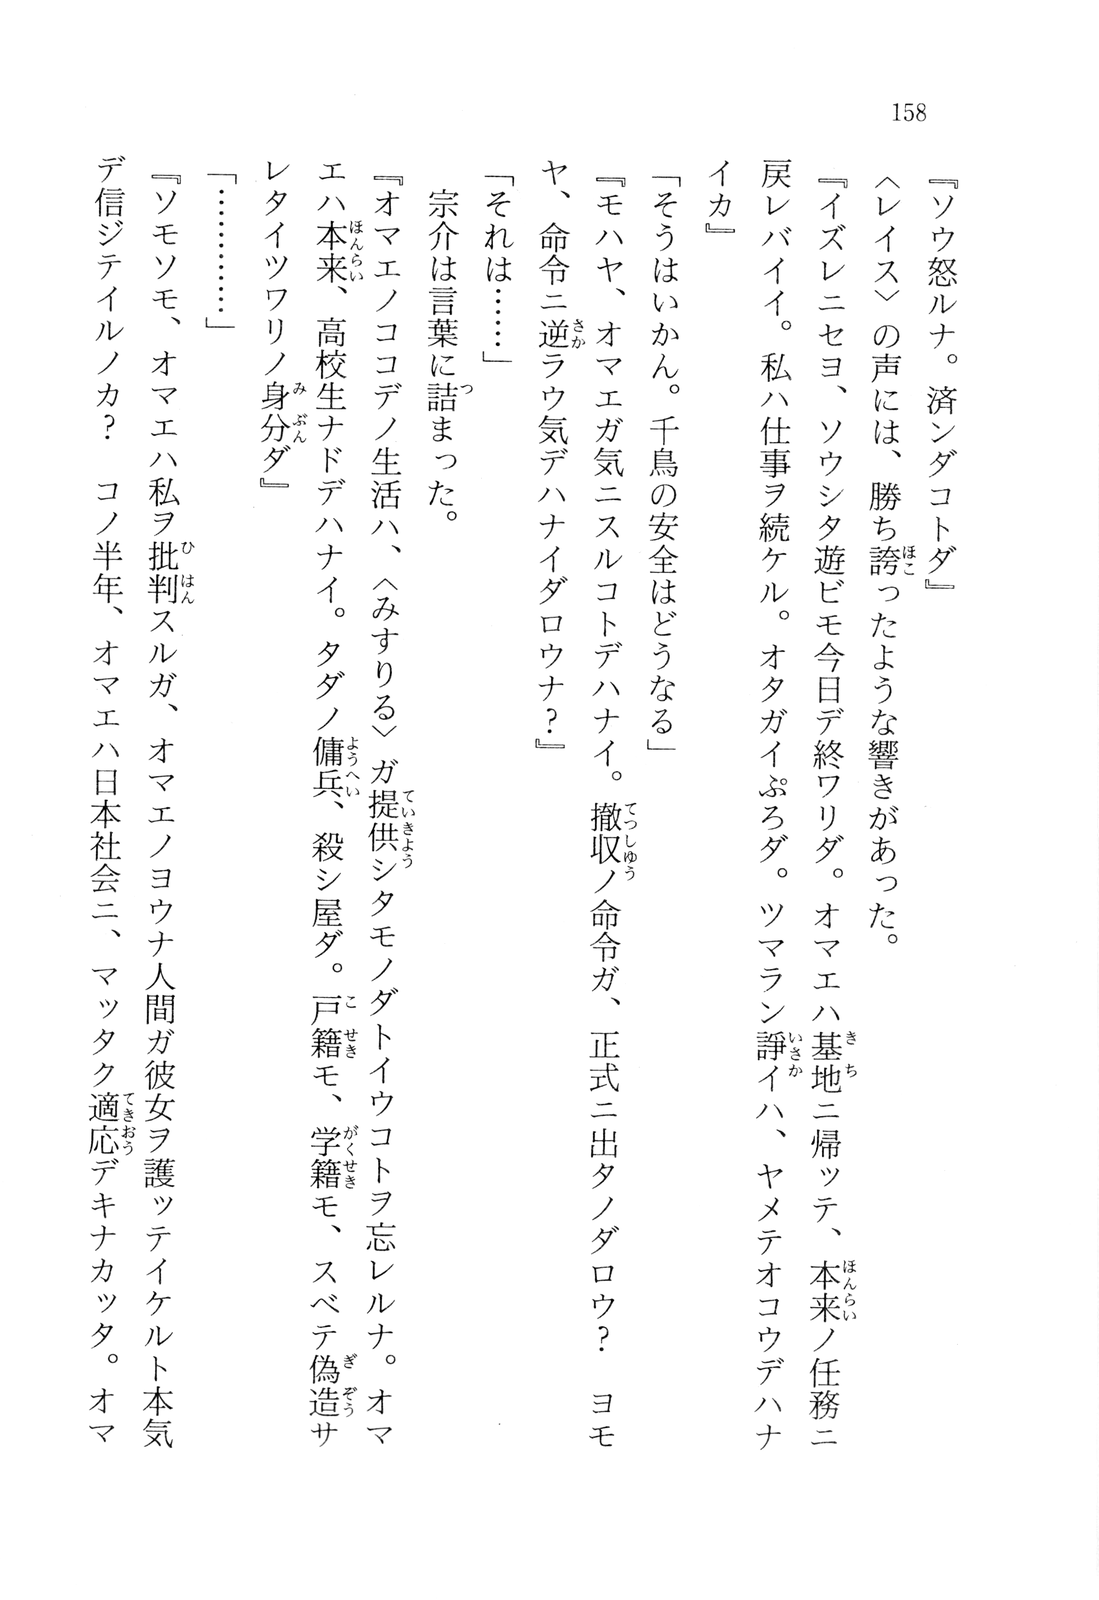 158
『ソウ怒ルナ。済ンダコトダ』
〈レイス〉の声には、勝ち誇ったような響きがあった。
『イズレニセヨ、ソウシタ遊ビモ今日デ終ワリダ。オマエハ基地ニ帰ッテ、本来ノ任務ニ
戻レバイイ。私ハ仕事ヲ続ケル。オタガイぷろダ。ツマラン諍イハ、ヤメテオコウデハナ
イカ』
「そうはいかん。千鳥の安全はどうなる」
『モハヤ、オマエガ気ニスルコトデハナイ。撤収ノ命令ガ、正式ニ出タノダロウ？　ヨモ
ヤ、命令ニ逆ラウ気デハナイダロウナ？』
「それは……」
　宗介は言葉に詰まった。
『オマエノココデノ生活ハ、〈みすりる〉ガ提供シタモノダトイウコトヲ忘レルナ。オマ
エハ本来、高校生ナドデハナイ。タダノ傭兵、殺シ屋ダ。戸籍モ、学籍モ、スベテ偽造サ
レタイツワリノ身分ダ』
「…………」
『ソモソモ、オマエハ私ヲ批判スルガ、オマエノヨウナ人間ガ彼女ヲ護ッテイケルト本気
デ信ジテイルノカ？　コノ半年、オマエハ日本社会ニ、マッタク適応デキナカッタ。オマ